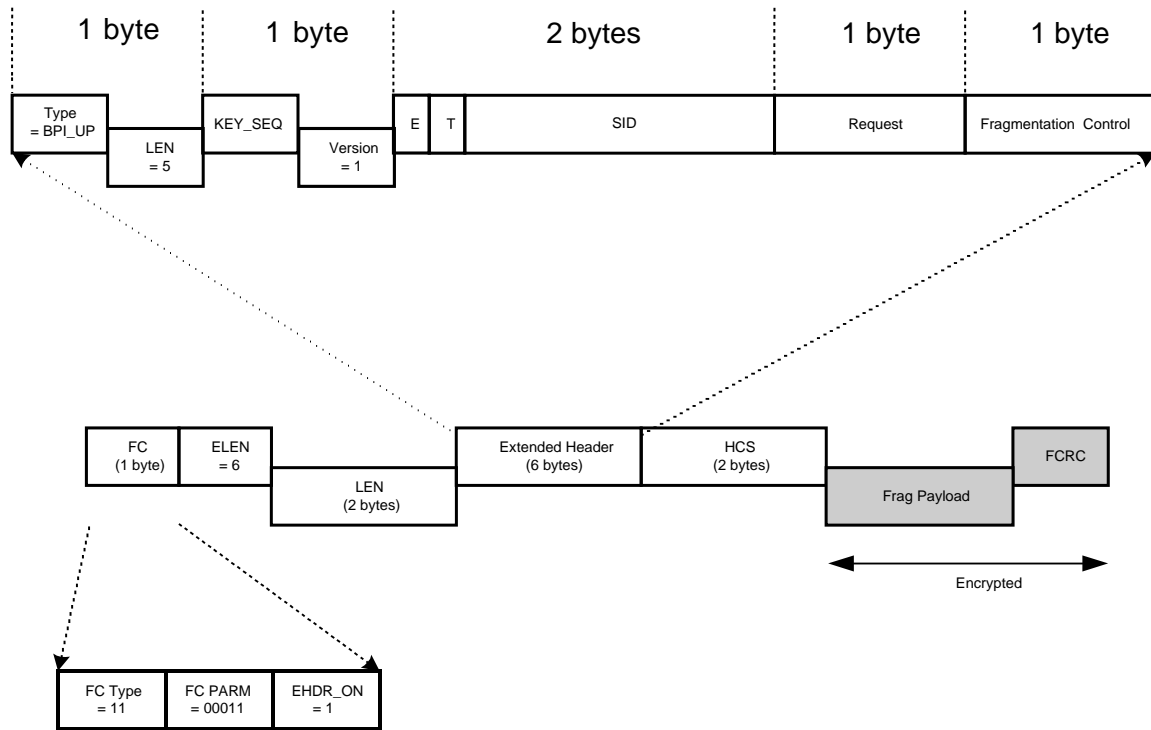 1 byte
1 byte
2 bytes
1 byte
1 byte
Type
= BPI_UP
LEN
= 5
KEY_SEQ
Version
= 1
E
T
SID
Request
Fragmentation Control
FC
(1 byte)
ELEN
= 6
LEN
(2 bytes)
Extended Header
(6 bytes)
HCS
(2 bytes)
Frag Payload
FCRC
Encrypted
FC Type
= 11
FC PARM
= 00011
EHDR_ON
= 1